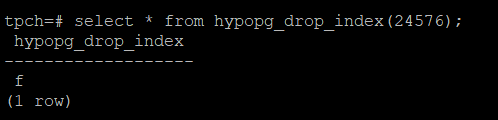 tpch=# select * from hypopg_drop_index(24576);
 hypopg_drop_index
-------------------
 f
(1 row)